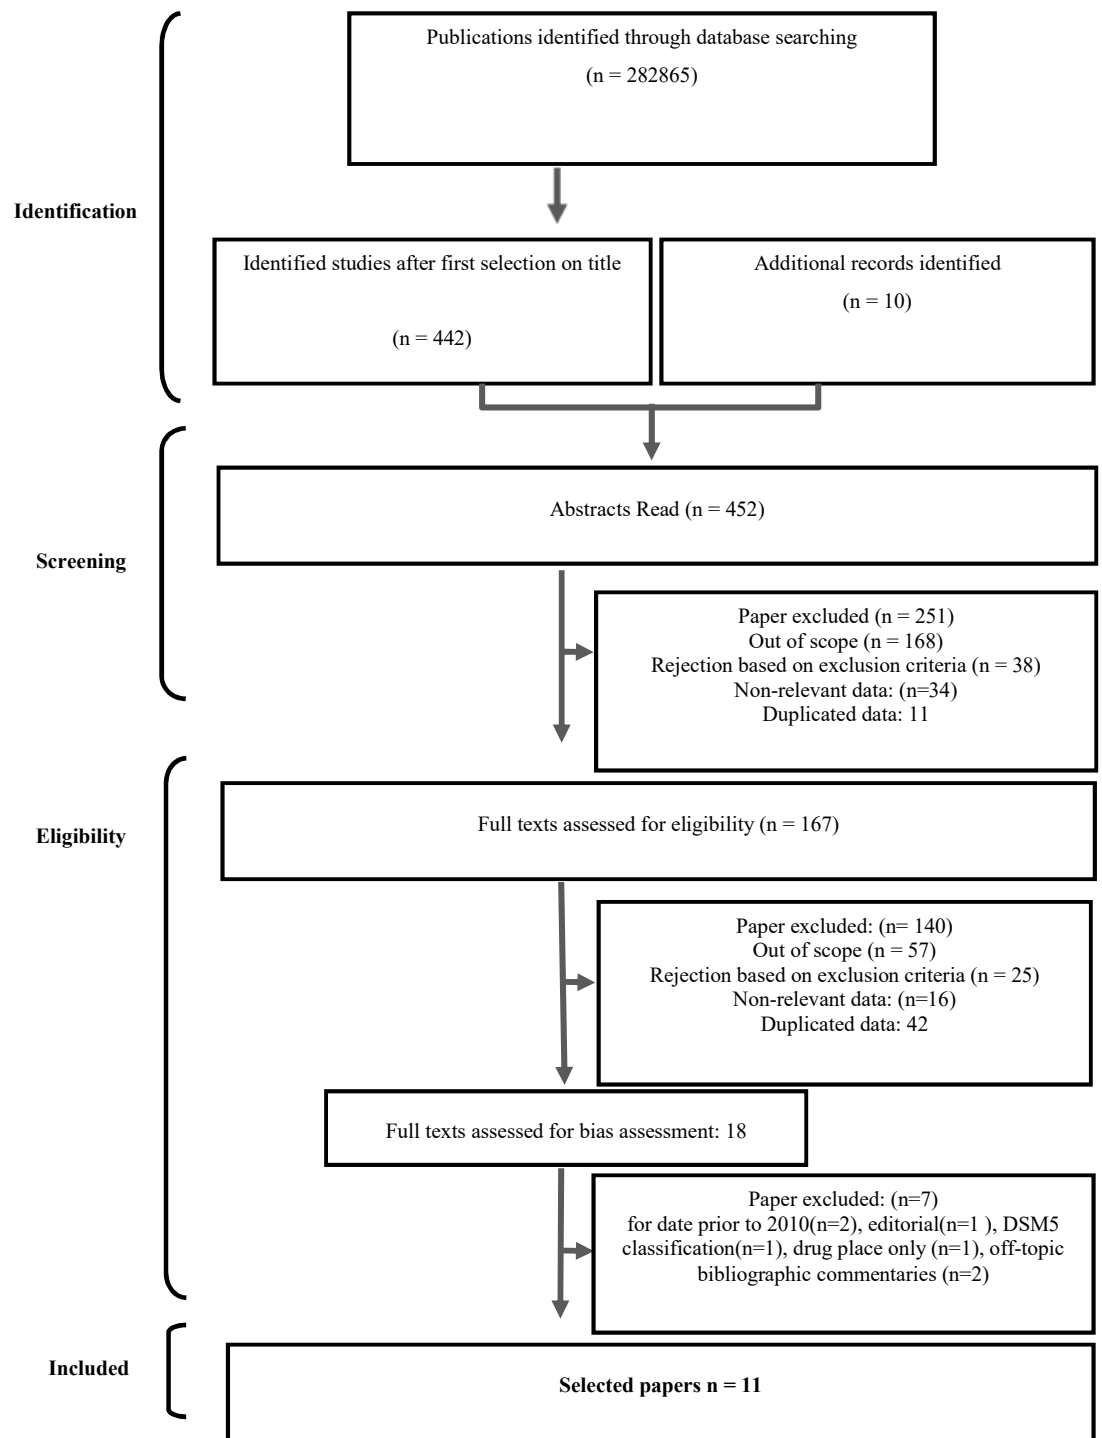 Publications identified through database searching
(n = 282865)
Identification
Identified studies after first selection on title
(n = 442)
Additional records identified
(n = 10)
Abstracts Read (n = 452)
Screening
Paper excluded (n = 251)
Out of scope (n = 168)
Rejection based on exclusion criteria (n = 38)
Non-relevant data: (n=34)
Duplicated data: 11
Eligibility
Full texts assessed for eligibility (n = 167)
Paper excluded: (n= 140)
Out of scope (n = 57)
Rejection based on exclusion criteria (n = 25)
Non-relevant data: (n=16)
Duplicated data: 42
Full texts assessed for bias assessment: 18
Paper excluded: (n=7)
for date prior to 2010(n=2), editorial(n=1 ), DSM5
classification(n=1), drug place only (n=1), off-topic
bibliographic commentaries (n=2)
Included
Selected papers n = 11